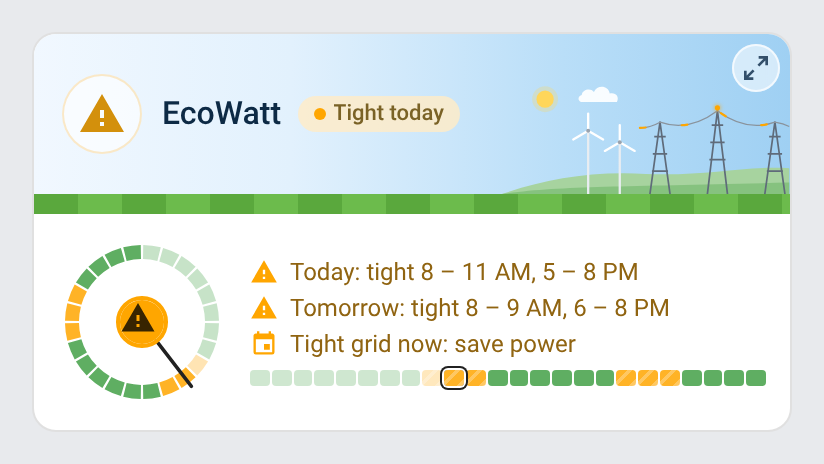 EcoWatt
Tight today
Today: tight 8 – 11 AM, 5 – 8 PM
Tomorrow: tight 8 – 9 AM, 6 – 8 PM
Tight grid now: save power